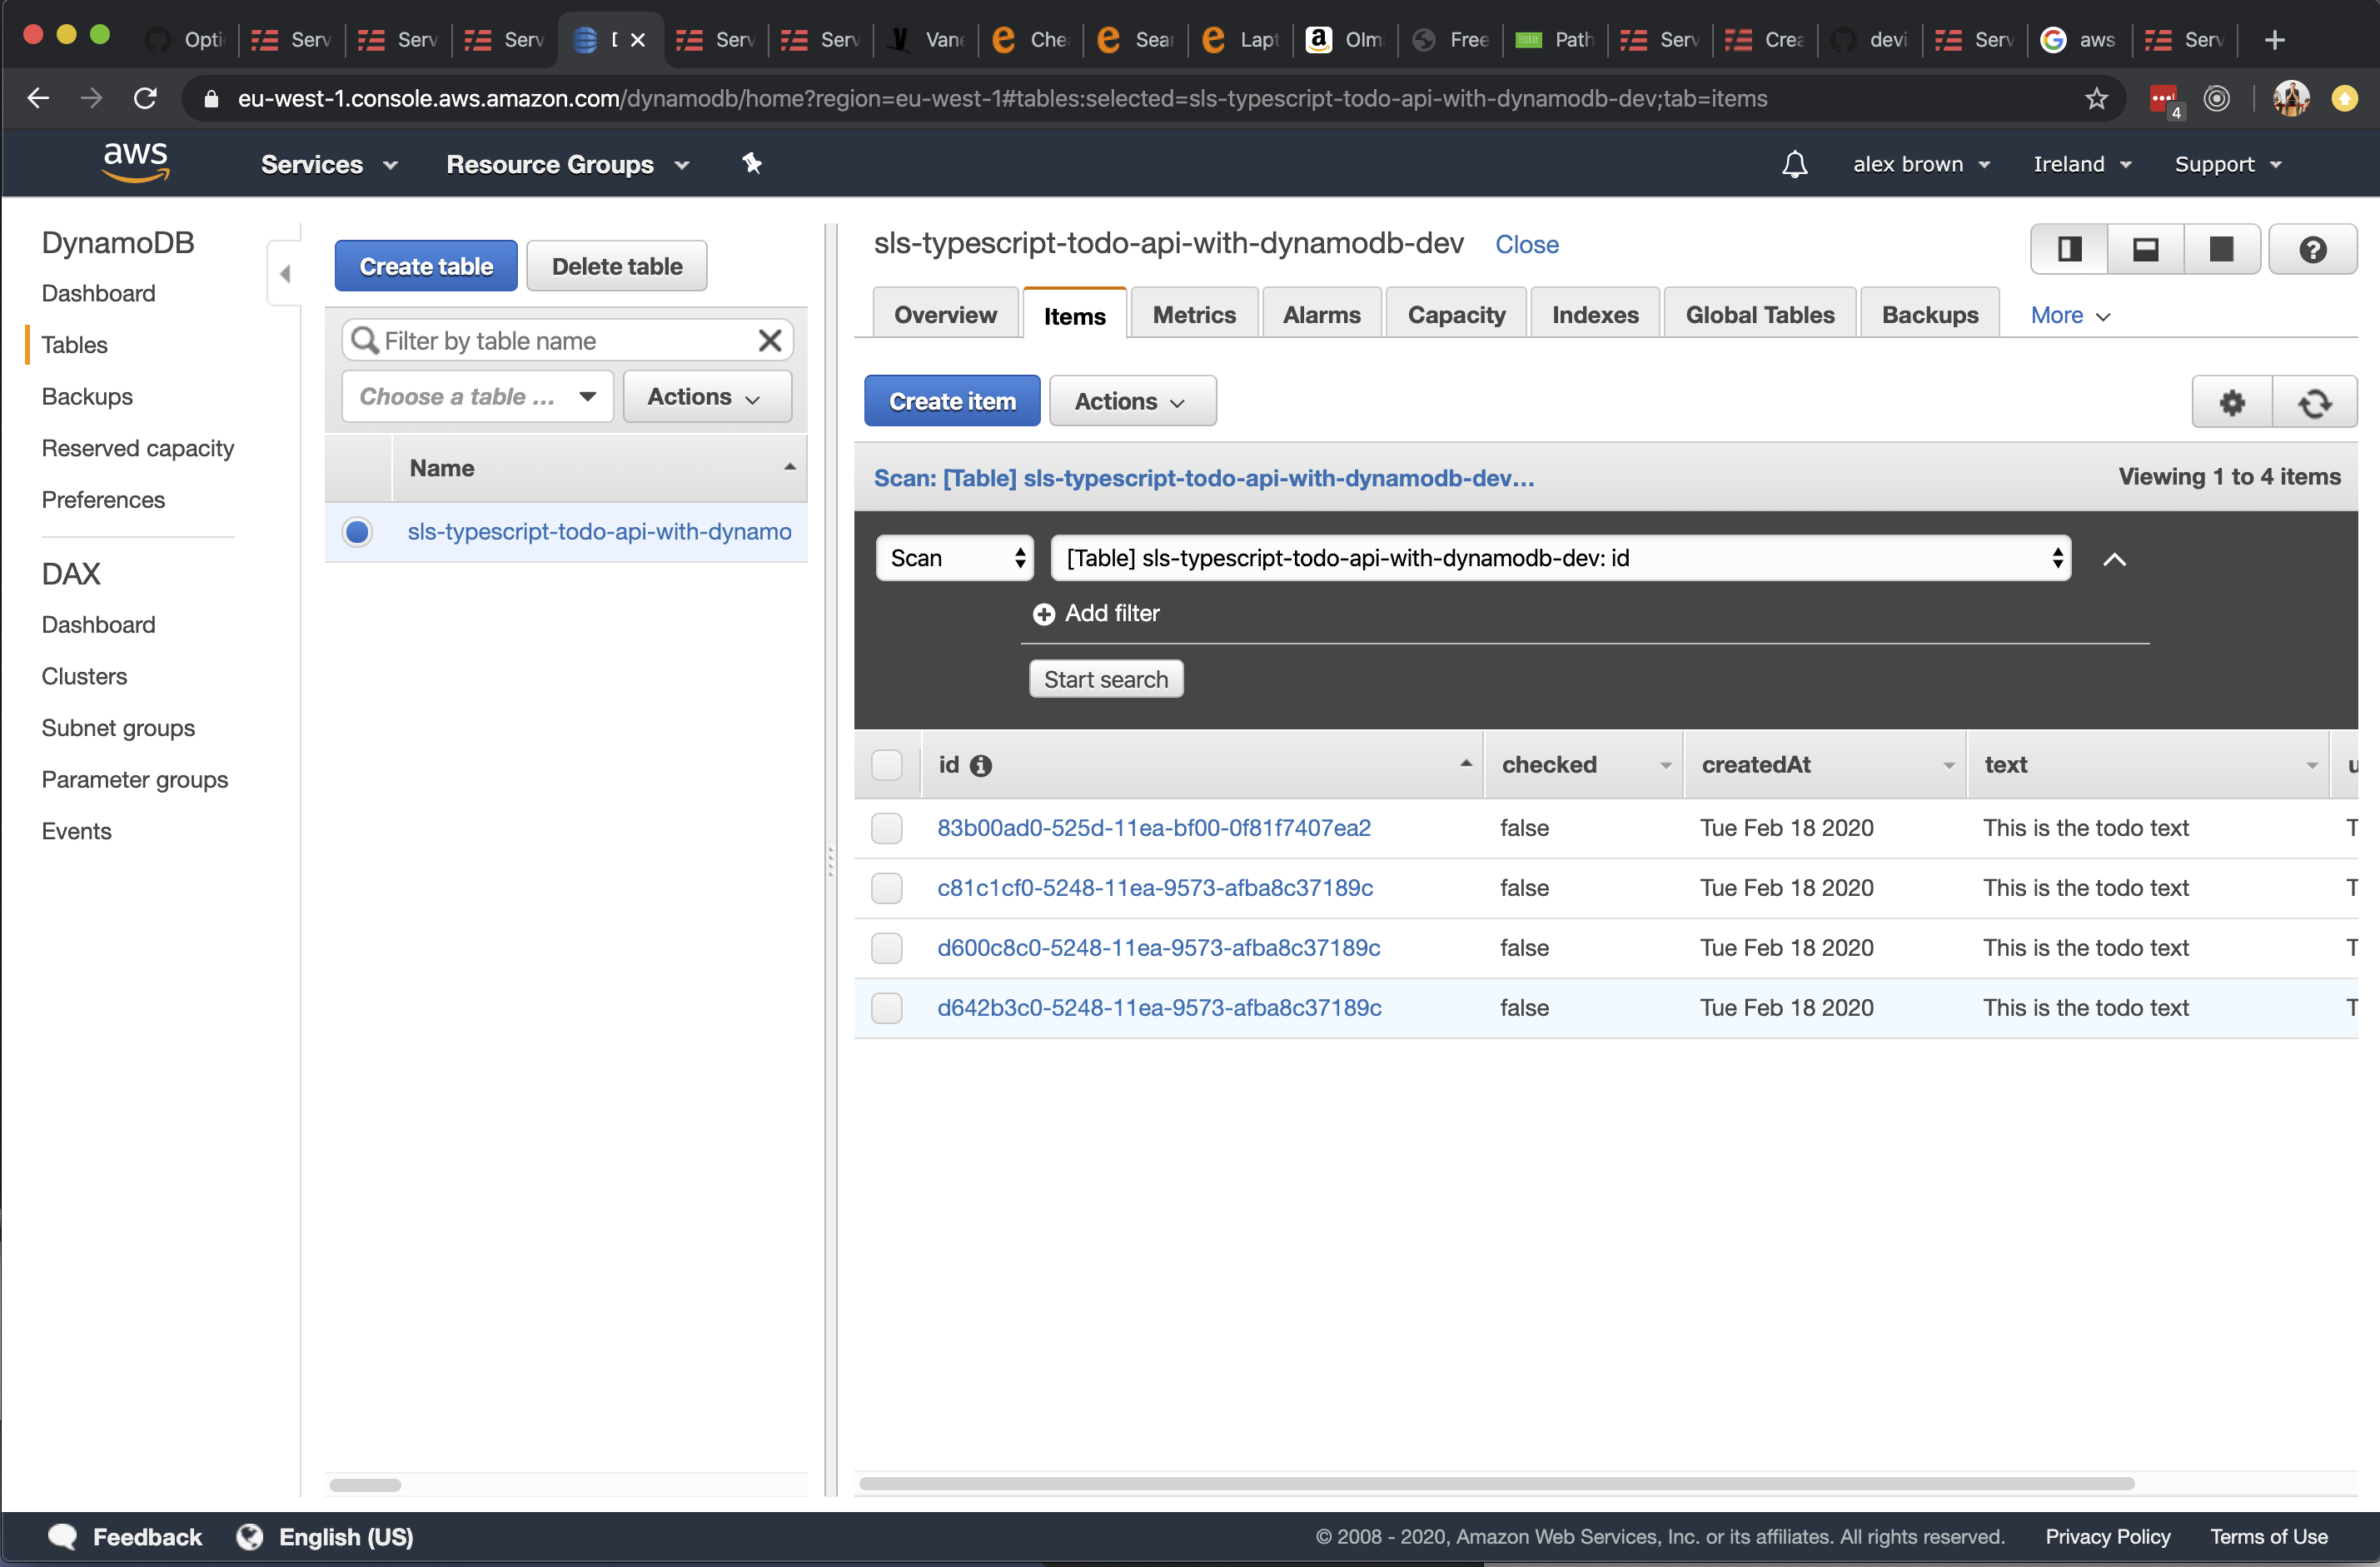 Opti Serv Serv Serv Serv Serv Vane Che Sear Lapt Olm Free Path Serv Crea devi Serv aws Serv
eu-west-1.console.aws.amazon.com/dynamodb/home?region=eu-west-1#tables:selected=sls-typescript-todo-api-with-dynamodb-dev;tab=items
4
aws Services Resource Groups alex brown Ireland Support
DynamoDB
Dashboard
Tables
Backups
Reserved capacity
Preferences
DAX
Dashboard
Clusters
Subnet groups
Parameter groups
Events
Create table Delete table
Filter by table name
Choose a table ... Actions
Name
sls-typescript-todo-api-with-dynamo
sls-typescript-todo-api-with-dynamodb-dev Close
Overview Items Metrics Alarms Capacity Indexes Global Tables Backups More
Create item Actions
Scan: [Table] sls-typescript-todo-api-with-dynamodb-dev... Viewing 1 to 4 items
Scan [Table] sls-typescript-todo-api-with-dynamodb-dev: id
Add filter
Start search
id checked createdAt text u
83b00ad0-525d-11ea-bf00-0f81f7407ea2 false Tue Feb 18 2020 This is the todo text T
c81c1cf0-5248-11ea-9573-afba8c37189c false Tue Feb 18 2020 This is the todo text T
d600c8c0-5248-11ea-9573-afba8c37189c false Tue Feb 18 2020 This is the todo text T
d642b3c0-5248-11ea-9573-afba8c37189c false Tue Feb 18 2020 This is the todo text T
Feedback English (US) © 2008 - 2020, Amazon Web Services, Inc. or its affiliates. All rights reserved. Privacy Policy Terms of Use